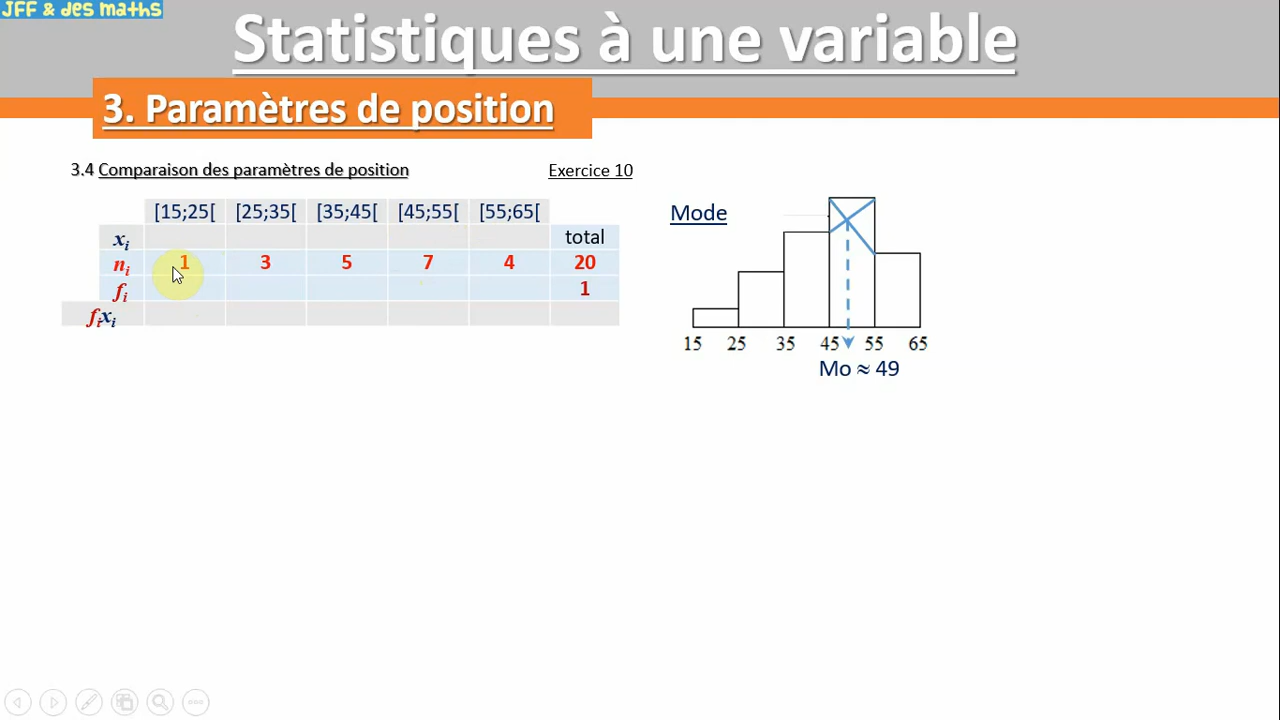 JFF & des maths
Statistiques à une variable
3. Paramètres de position
3.4 Comparaison des paramètres de position Exercice 10
[15;25[ [25;35[ [35;45[ [45;55[ [55;65[
xi total
ni 1 3 5 7 4 20
fi 1
fixi
Mode
15 25 35 45 55 65
Mo ≈ 49